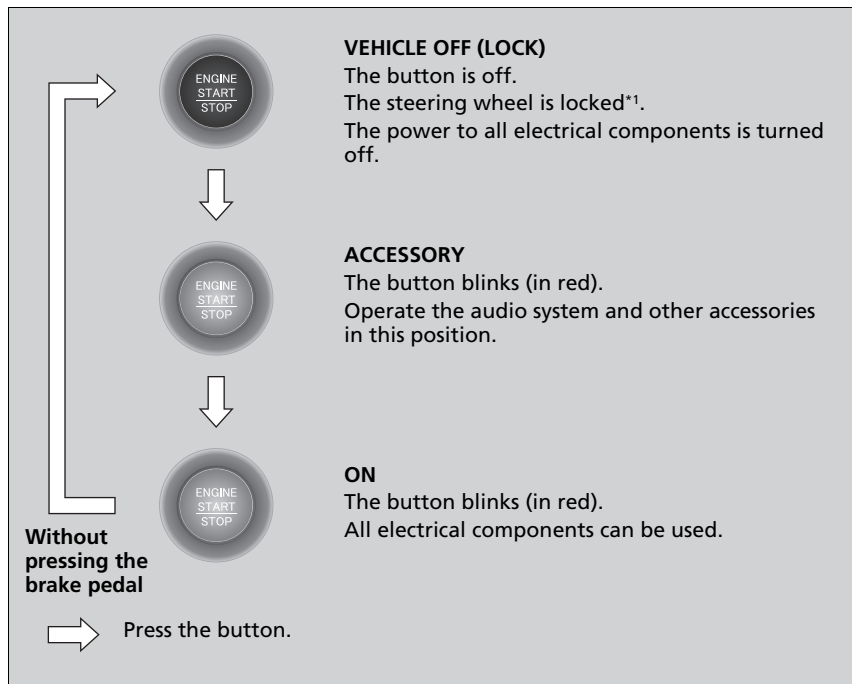 ENGINE
START
STOP
VEHICLE OFF (LOCK)
The button is off.
The steering wheel is locked*1.
The power to all electrical components is turned
off.
ENGINE
START
STOP
ACCESSORY
The button blinks (in red).
Operate the audio system and other accessories
in this position.
ENGINE
START
STOP
ON
The button blinks (in red).
All electrical components can be used.
Without
pressing the
brake pedal
Press the button.